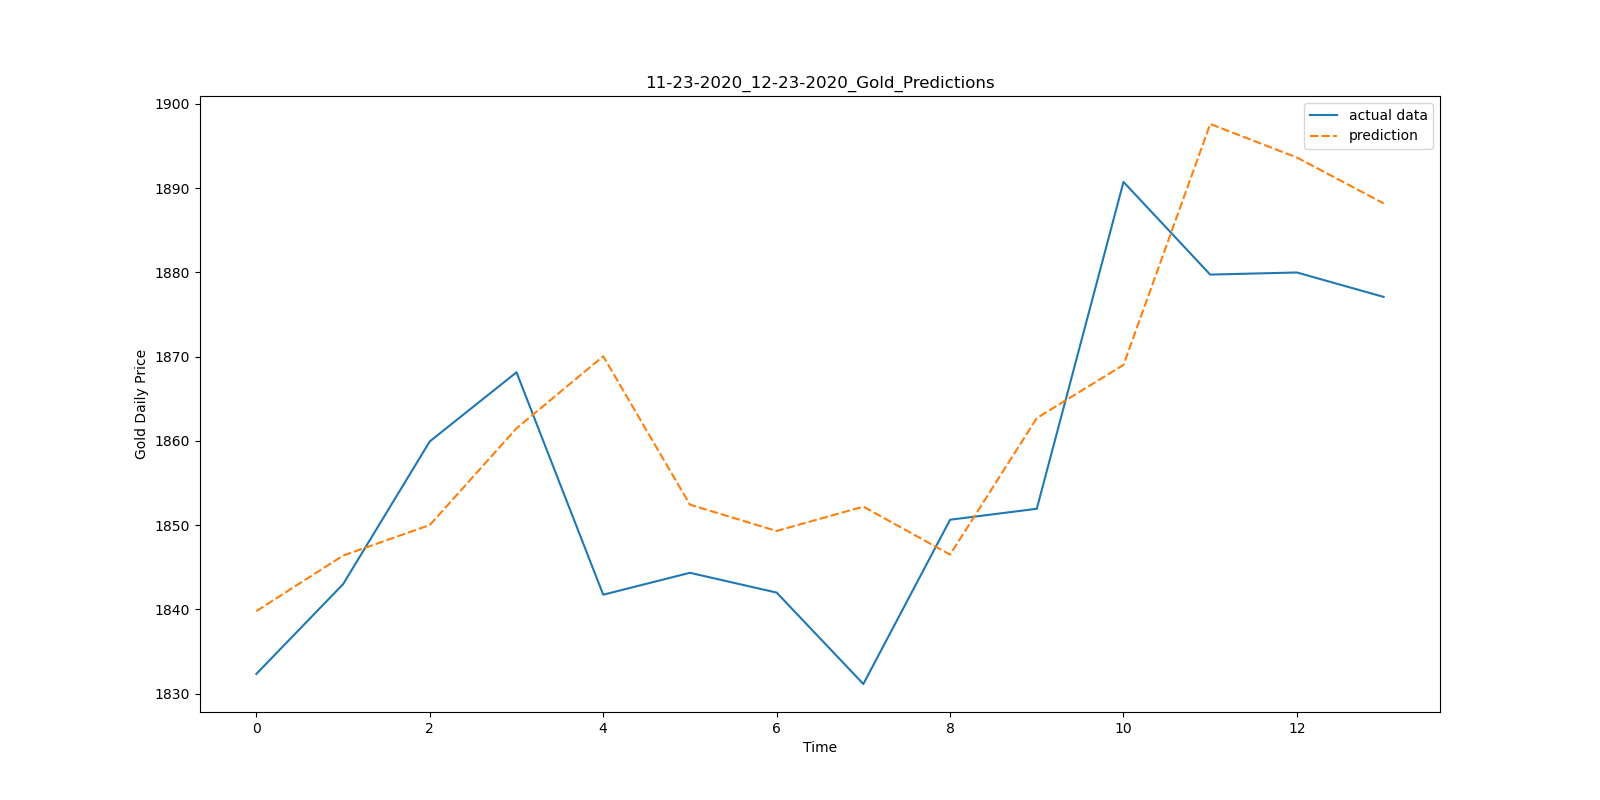 11-23-2020_12-23-2020_Gold_Predictions
actual data
prediction
1900
1890
1880
1870
1860
1850
1840
1830
Gold Daily Price
0 2 4 6 8 10 12
Time